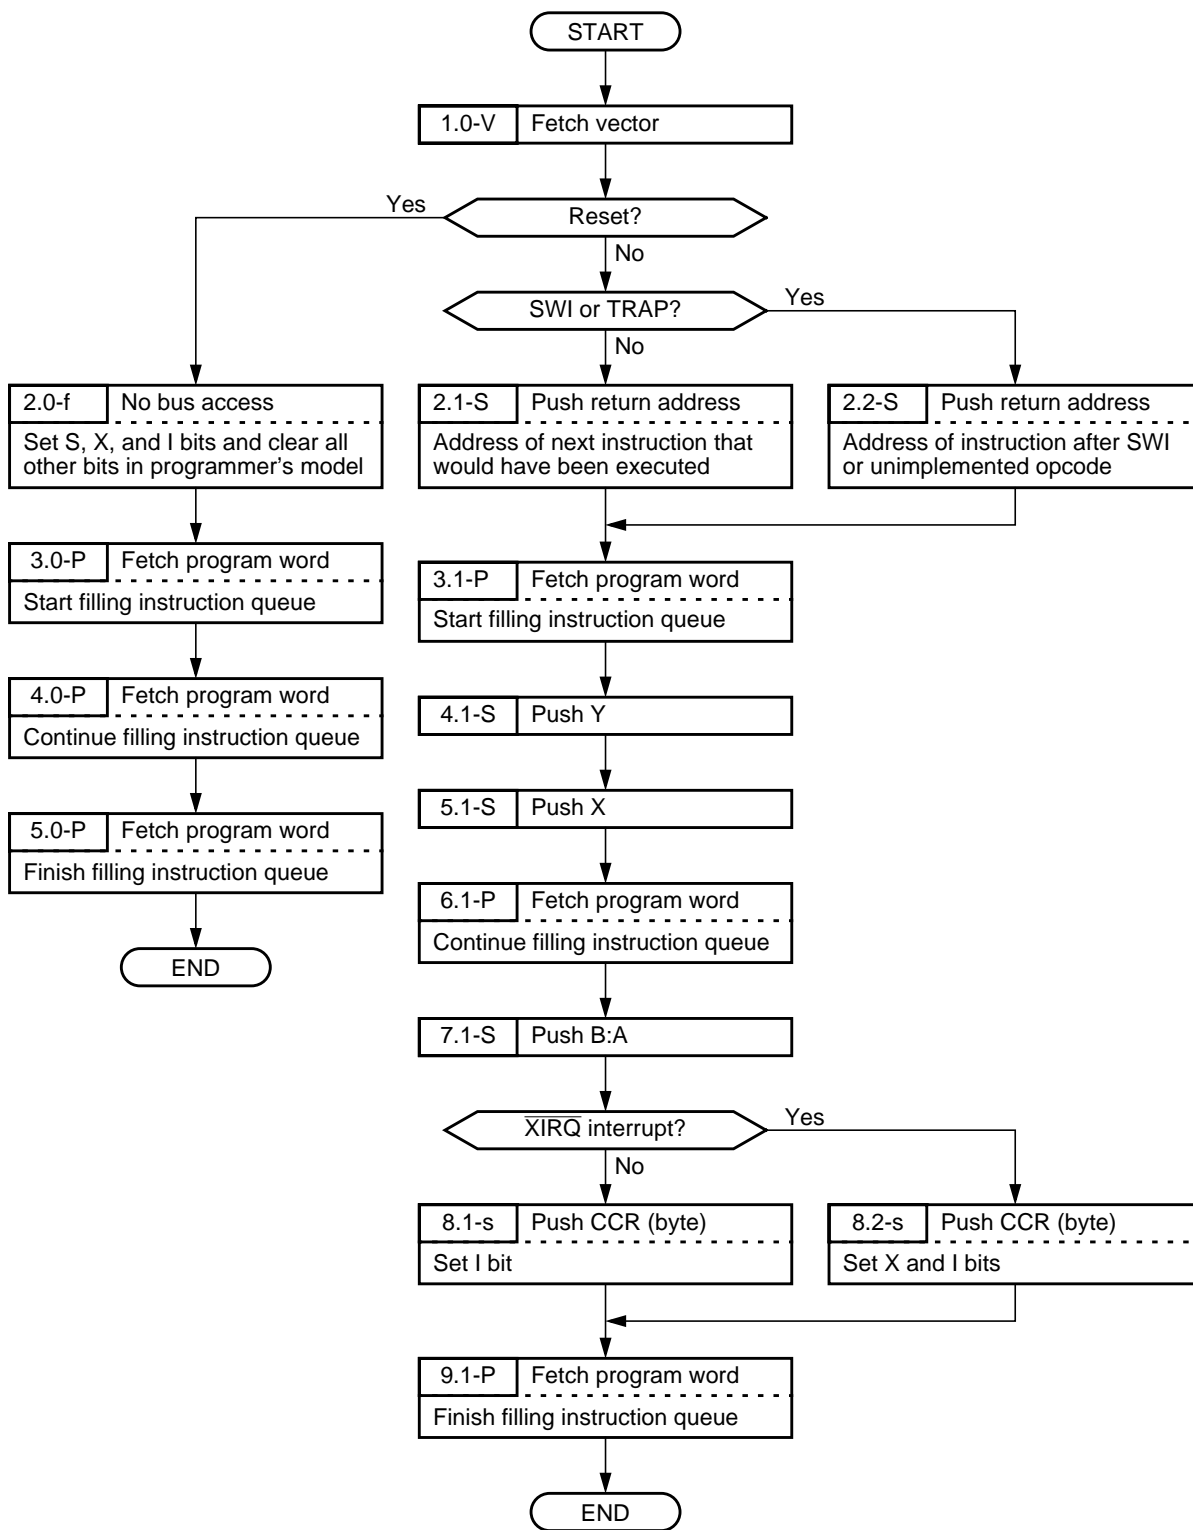 START
1.0-V Fetch vector
Yes
Reset?
No
SWI or TRAP?
Yes
No
2.0-f No bus access
Set S, X, and I bits and clear all
other bits in programmer’s model
2.1-S Push return address
Address of next instruction that
would have been executed
2.2-S Push return address
Address of instruction after SWI
or unimplemented opcode
3.0-P Fetch program word
Start filling instruction queue
3.1-P Fetch program word
Start filling instruction queue
4.0-P Fetch program word
Continue filling instruction queue
4.1-S Push Y
5.1-S Push X
5.0-P Fetch program word
Finish filling instruction queue
6.1-P Fetch program word
Continue filling instruction queue
END
7.1-S Push B:A
XIRQ interrupt?
Yes
No
8.1-s Push CCR (byte)
Set I bit
8.2-s Push CCR (byte)
Set X and I bits
9.1-P Fetch program word
Finish filling instruction queue
END